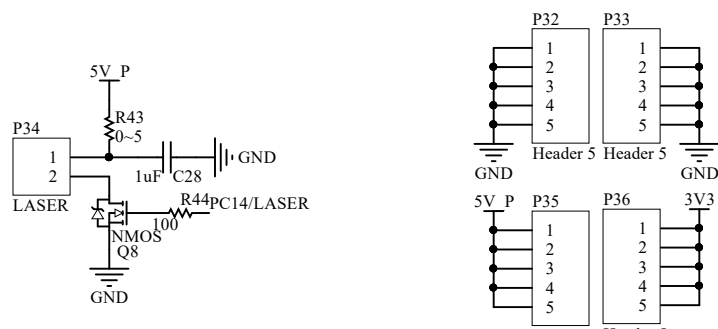 5V_P
R43
0~5
P34
1
2
LASER
1uF
C28
GND
R44
PC14/LASER
100
NMOS
Q8
GND
P32
1
2
3
4
5
Header 5
GND
P33
1
2
3
4
5
Header 5
GND
5V_P
P35
1
2
3
4
5
P36
1
2
3
4
5
3V3